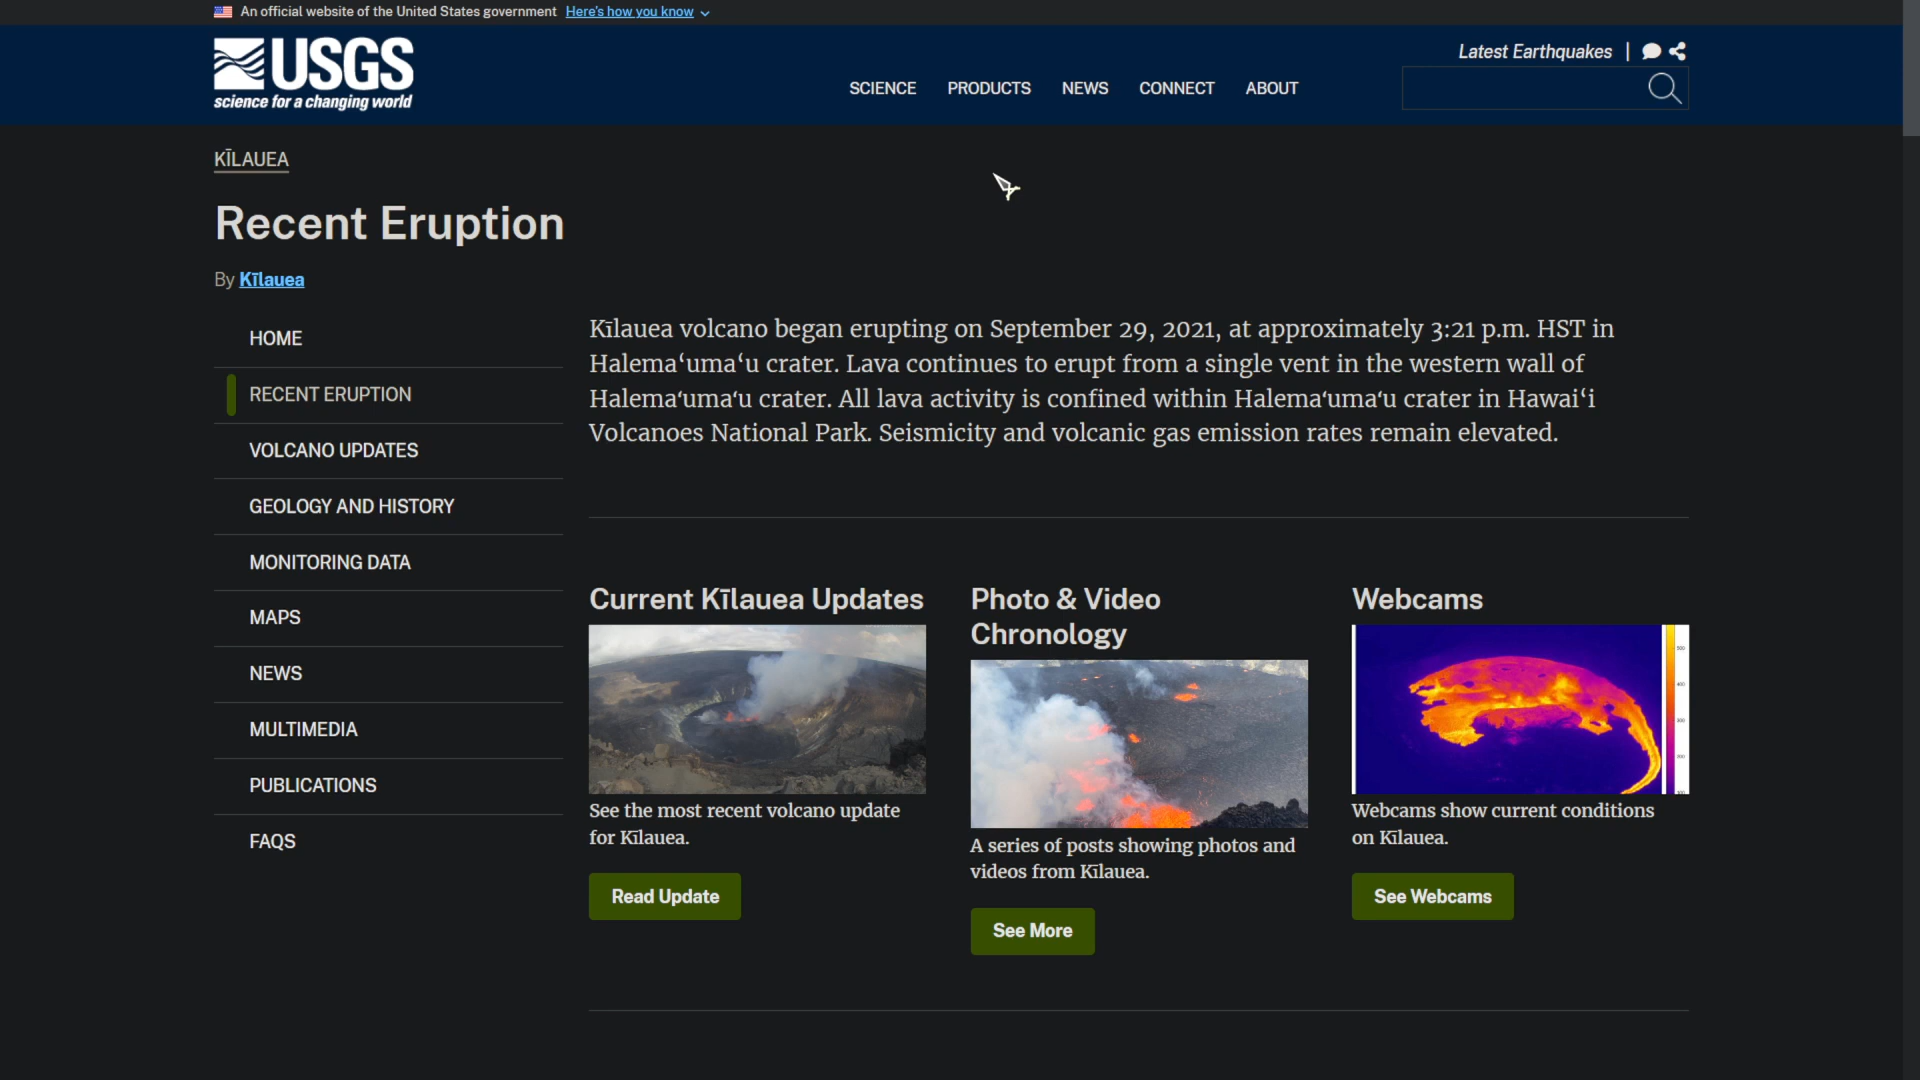 An official website of the United States government Here's how you know
USGS
science for a changing world
SCIENCE PRODUCTS NEWS CONNECT ABOUT
Latest Earthquakes |
KĪLAUEA
Recent Eruption
By Kīlauea
HOME
RECENT ERUPTION
VOLCANO UPDATES
GEOLOGY AND HISTORY
MONITORING DATA
MAPS
NEWS
MULTIMEDIA
PUBLICATIONS
FAQS
Kīlauea volcano began erupting on September 29, 2021, at approximately 3:21 p.m. HST in
Halemaʻumaʻu crater. Lava continues to erupt from a single vent in the western wall of
Halema'uma'u crater. All lava activity is confined within Halema'uma'u crater in Hawaiʻi
Volcanoes National Park. Seismicity and volcanic gas emission rates remain elevated.
Current Kīlauea Updates
See the most recent volcano update
for Kīlauea.
Read Update
Photo & Video
Chronology
A series of posts showing photos and
videos from Kīlauea.
See More
Webcams
Webcams show current conditions
on Kīlauea.
See Webcams